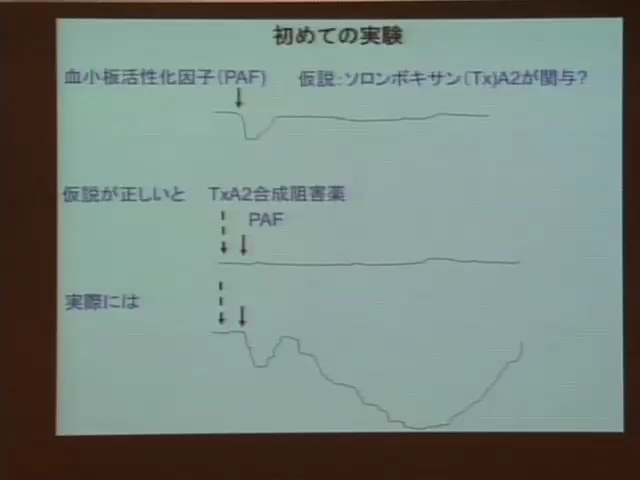 初めての実験
血小板活性化因子(PAF) 仮説:ソロンボキサン(Tx)A2が関与?
仮説が正しいと TxA2合成阻害薬
PAF
実際には